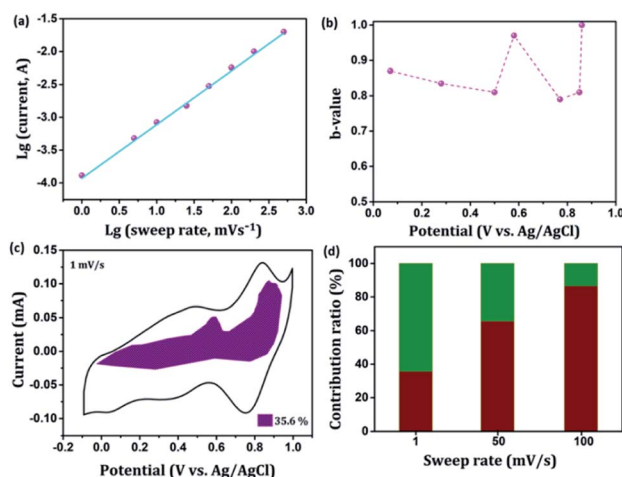 (a)
-1.5
-2.0
-2.5
-3.0
-3.5
-4.0
Lg (current, A)
0.0 0.5 1.0 1.5 2.0 2.5 3.0
Lg (sweep rate, mVs⁻¹)
(b)
1.0
0.9
0.8
0.7
0.6
0.5
b-value
0.0 0.2 0.4 0.6 0.8 1.0
Potential (V vs. Ag/AgCl)
(c)
1 mV/s
0.15
0.10
0.05
0.00
-0.05
-0.10
Current (mA)
35.6 %
0.0 0.2 0.4 0.6 0.8 1.0
Potential (V vs. Ag/AgCl)
(d)
100
80
60
40
20
0
Contribution ratio (%)
1 50 100
Sweep rate (mV/s)